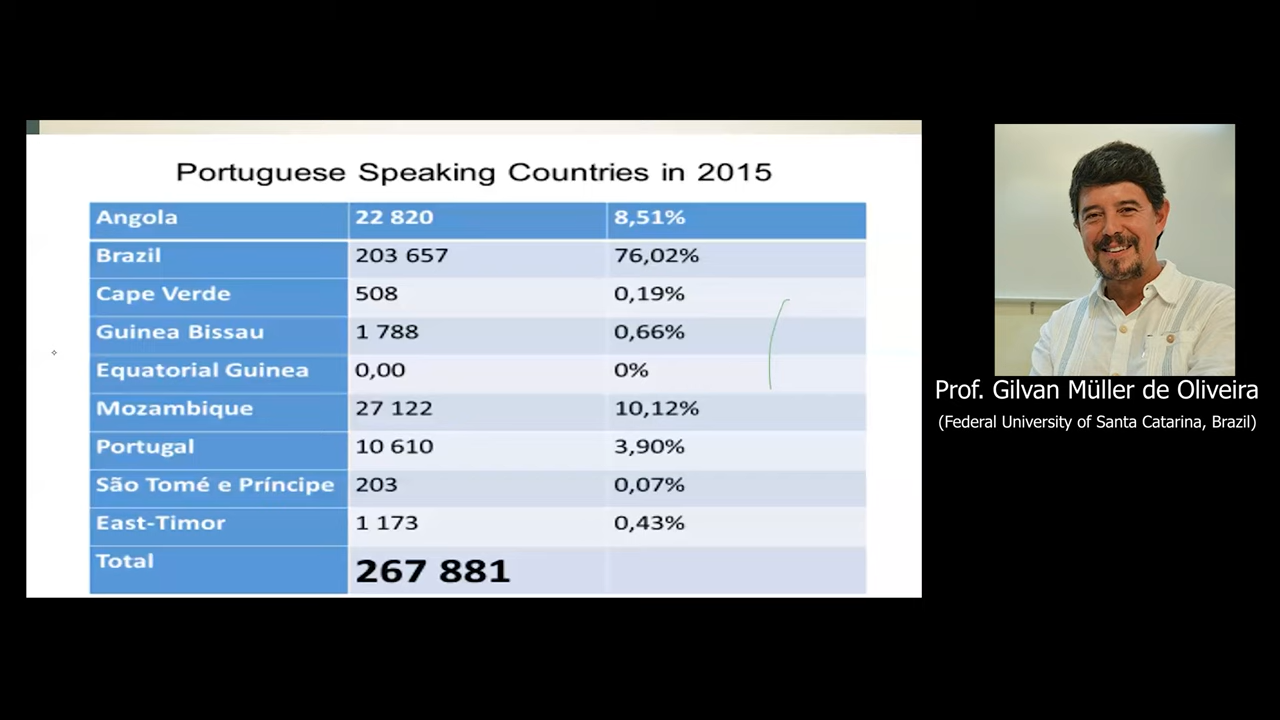 Portuguese Speaking Countries in 2015
Angola 22 820 8,51%
Brazil 203 657 76,02%
Cape Verde 508 0,19%
Guinea Bissau 1 788 0,66%
Equatorial Guinea 0,00 0%
Mozambique 27 122 10,12%
Portugal 10 610 3,90%
São Tomé e Príncipe 203 0,07%
East-Timor 1 173 0,43%
Total 267 881
Prof. Gilvan Müller de Oliveira
(Federal University of Santa Catarina, Brazil)